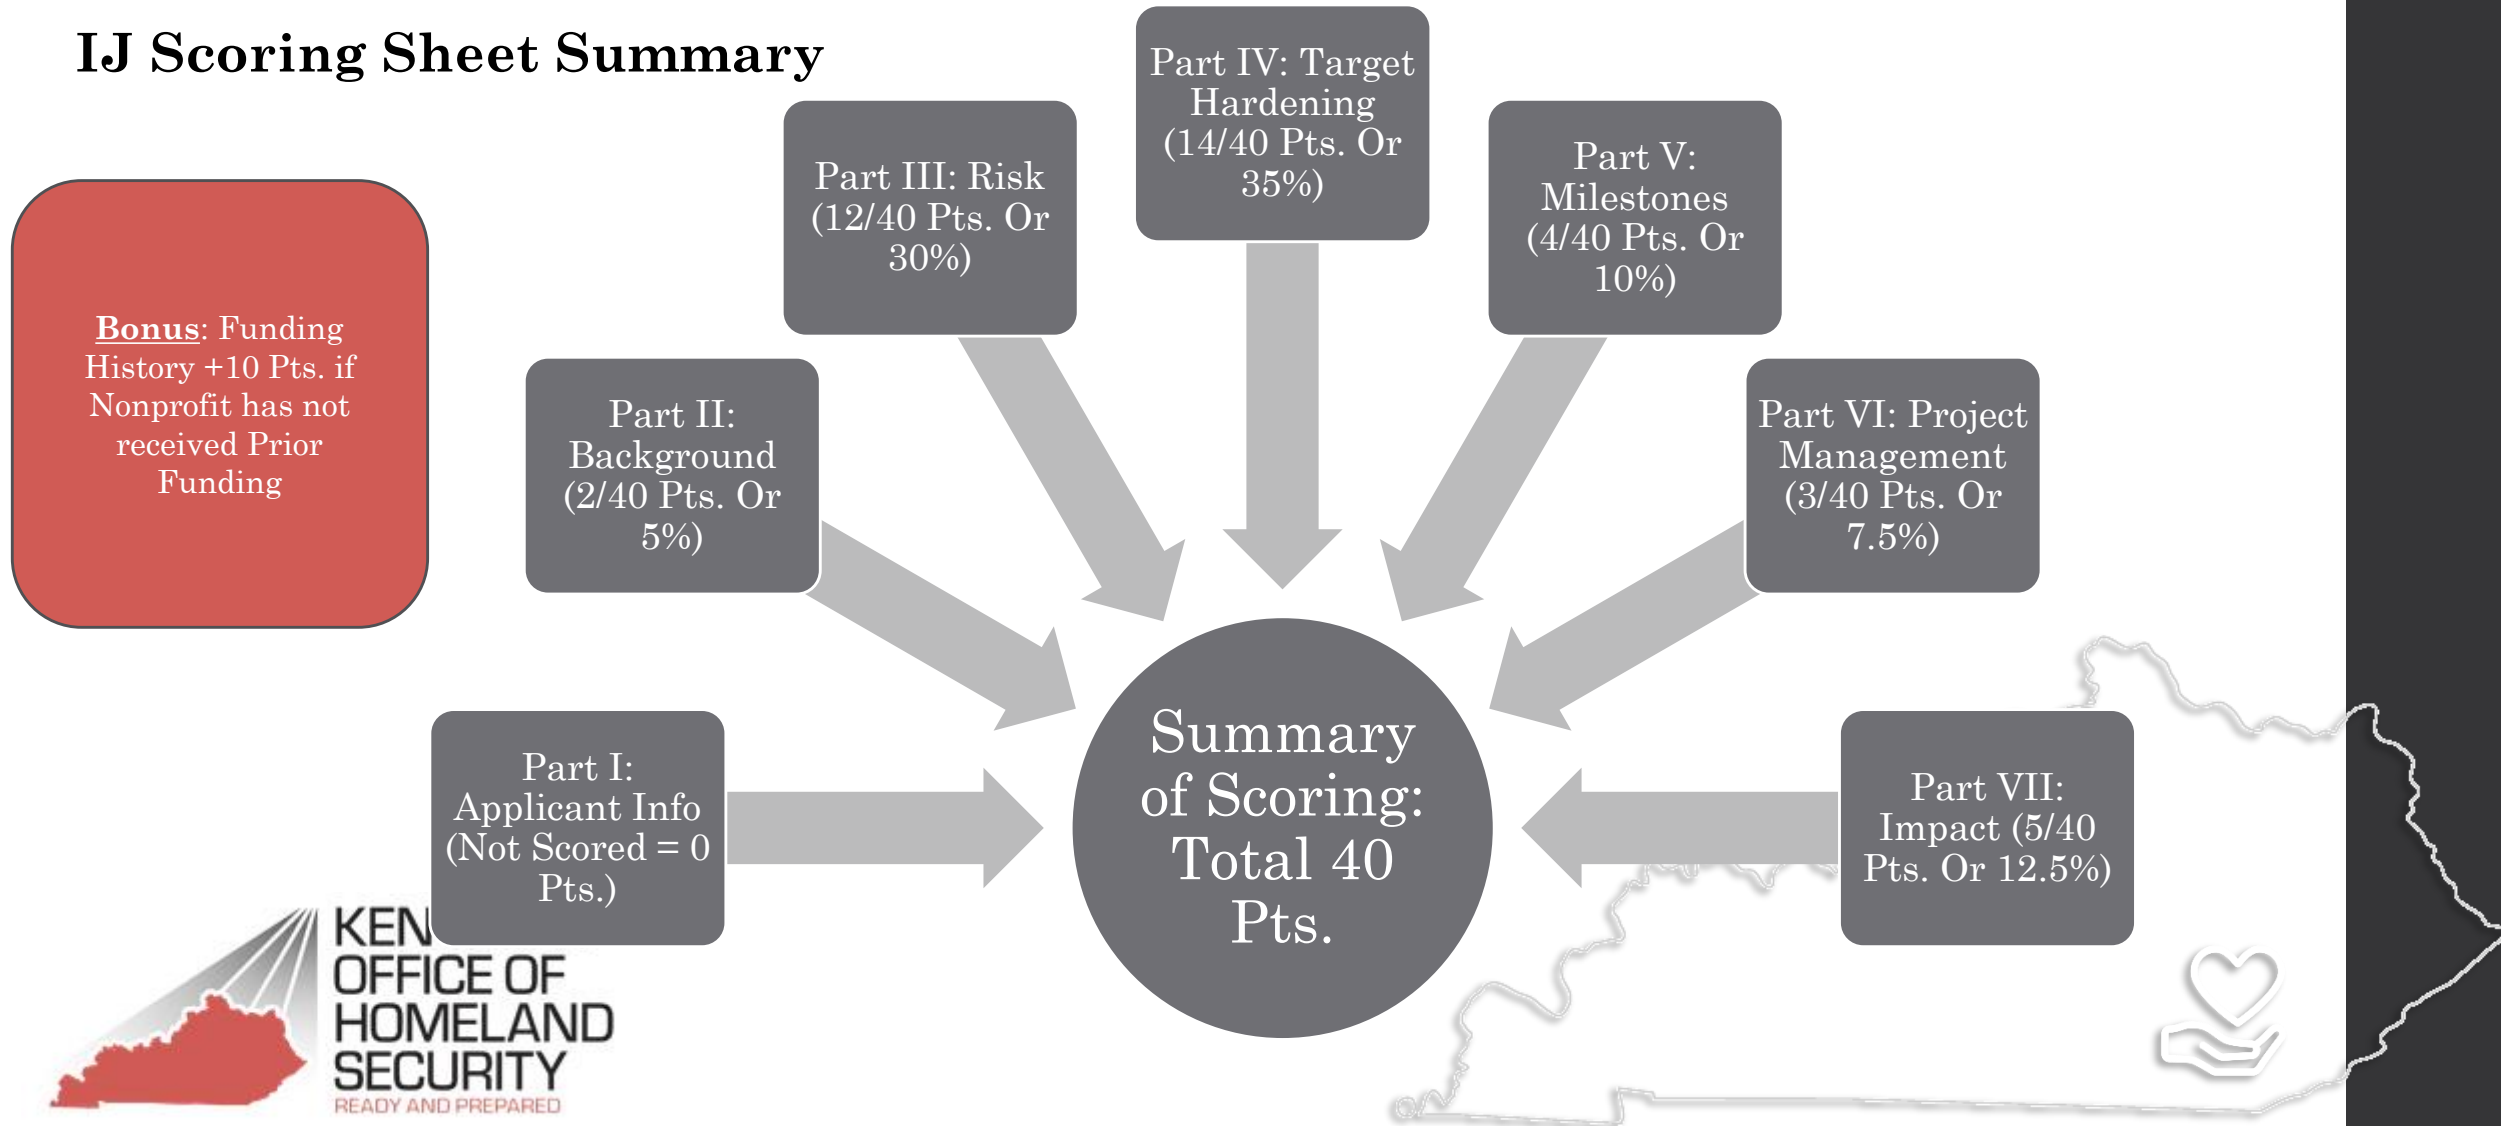 IJ Scoring Sheet Summary
Bonus: Funding
History +10 Pts. if
Nonprofit has not
received Prior
Funding
Part I:
Applicant Info
(Not Scored = 0
Pts.)
Part II:
Background
(2/40 Pts. Or
5%)
Part III: Risk
(12/40 Pts. Or
30%)
Part IV: Target
Hardening
(14/40 Pts. Or
35%)
Part V:
Milestones
(4/40 Pts. Or
10%)
Part VI: Project
Management
(3/40 Pts. Or
7.5%)
Part VII:
Impact (5/40
Pts. Or 12.5%)
Summary
of Scoring:
Total 40
Pts.
KEN
OFFICE OF
HOMELAND
SECURITY
READY AND PREPARED